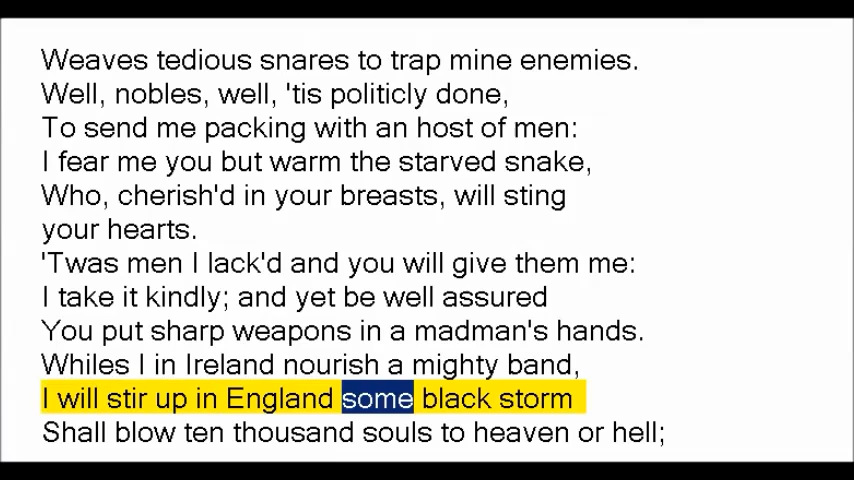 Weaves tedious snares to trap mine enemies.
Well, nobles, well, 'tis politicly done,
To send me packing with an host of men:
I fear me you but warm the starved snake,
Who, cherish'd in your breasts, will sting
your hearts.
'Twas men I lack'd and you will give them me:
I take it kindly; and yet be well assured
You put sharp weapons in a madman's hands.
Whiles I in Ireland nourish a mighty band,
I will stir up in England some black storm
Shall blow ten thousand souls to heaven or hell;